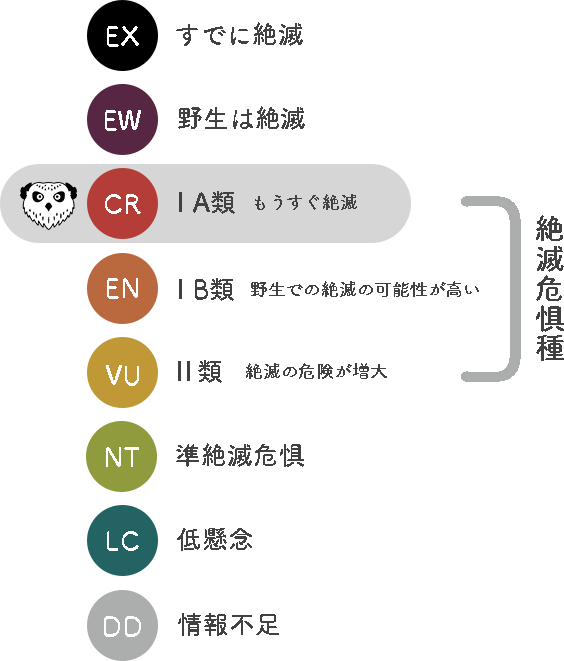 EX すでに絶滅
EW 野生は絶滅
CR I A類 もうすぐ絶滅
EN I B類 野生での絶滅の可能性が高い
VU II類 絶滅の危険が増大
絶滅危惧種
NT 準絶滅危惧
LC 低懸念
DD 情報不足